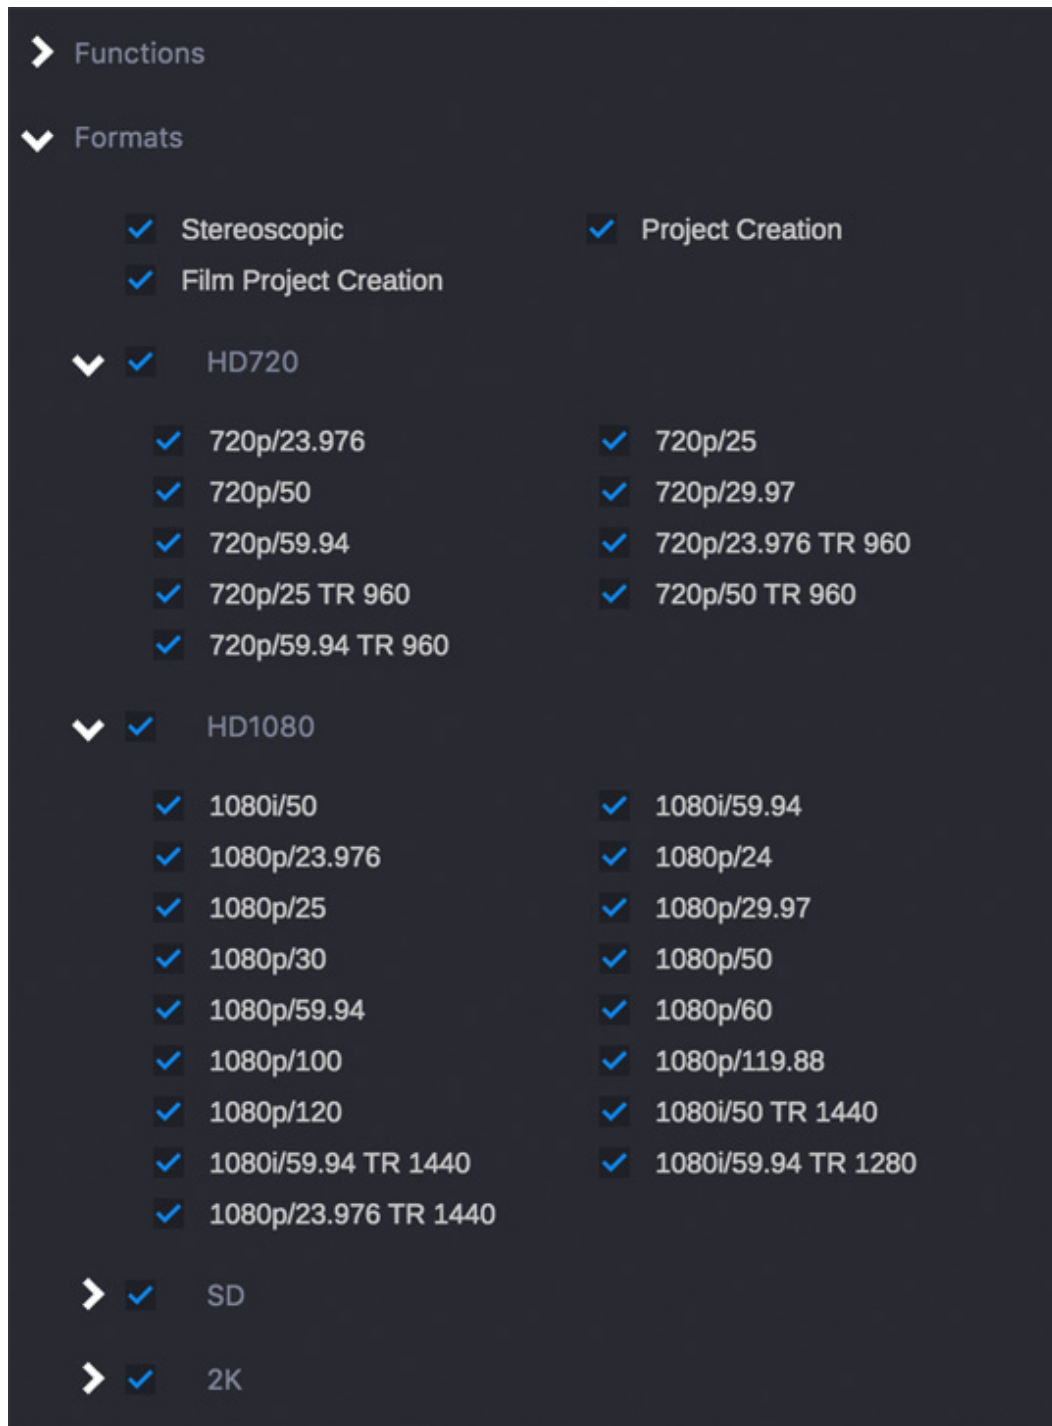 Functions
Formats
Stereoscopic Project Creation
Film Project Creation
HD720
720p/23.976 720p/25
720p/50 720p/29.97
720p/59.94 720p/23.976 TR 960
720p/25 TR 960 720p/50 TR 960
720p/59.94 TR 960
HD1080
1080i/50 1080i/59.94
1080p/23.976 1080p/24
1080p/25 1080p/29.97
1080p/30 1080p/50
1080p/59.94 1080p/60
1080p/100 1080p/119.88
1080p/120 1080i/50 TR 1440
1080i/59.94 TR 1440 1080i/59.94 TR 1280
1080p/23.976 TR 1440
SD
2K